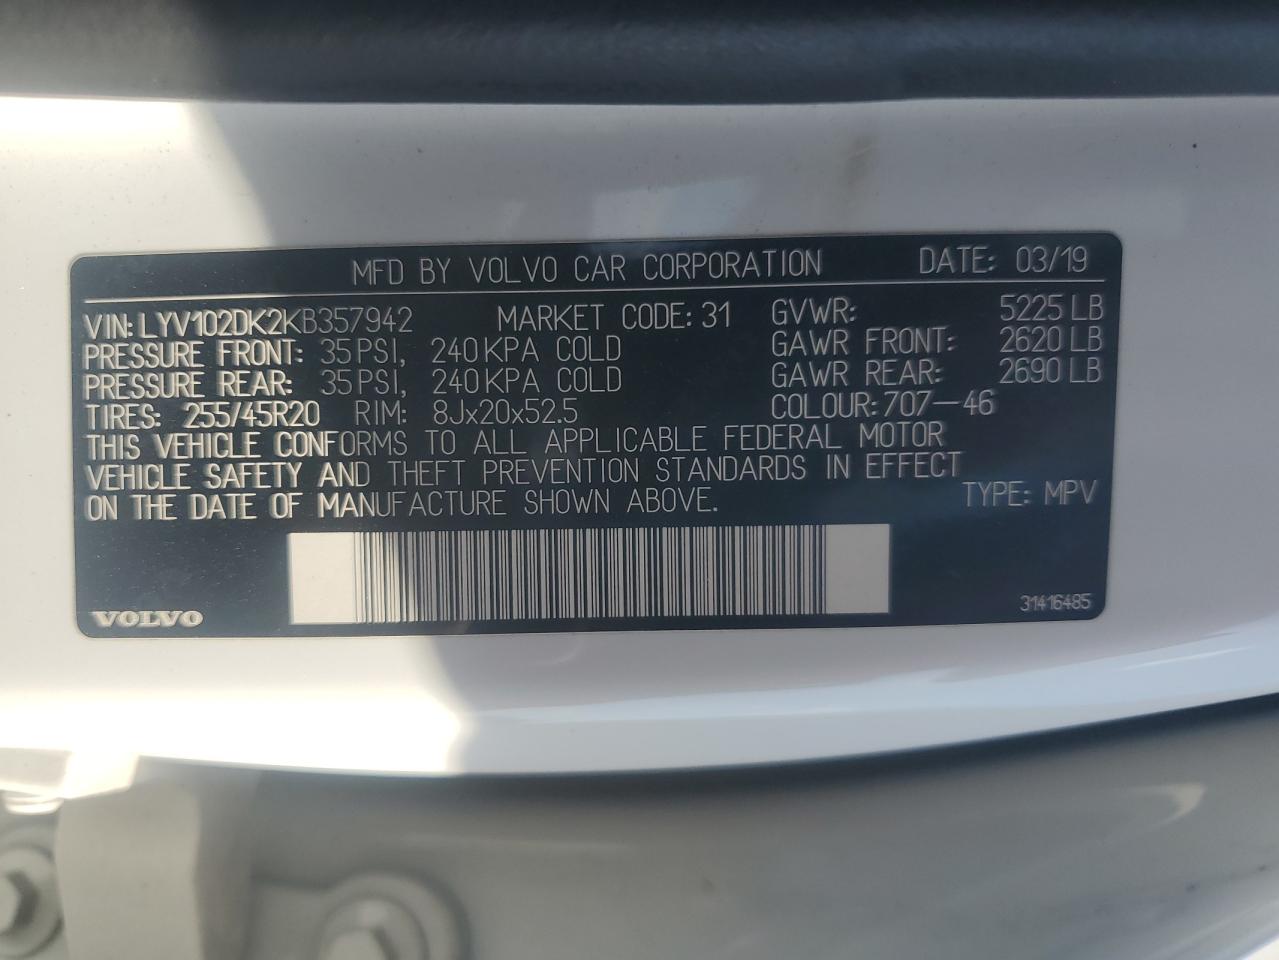 MFD BY VOLVO CAR CORPORATION DATE: 03/19
VIN: LYV102DK2KB357942 MARKET CODE: 31 GVWR: 5225 LB
PRESSURE FRONT: 35 PSI, 240 KPA COLD GAWR FRONT: 2620 LB
PRESSURE REAR: 35 PSI, 240 KPA COLD GAWR REAR: 2690 LB
TIRES: 255/45R20 RIM: 8Jx20x52.5 COLOUR: 707-46
THIS VEHICLE CONFORMS TO ALL APPLICABLE FEDERAL MOTOR
VEHICLE SAFETY AND THEFT PREVENTION STANDARDS IN EFFECT
ON THE DATE OF MANUFACTURE SHOWN ABOVE. TYPE: MPV
VOLVO 31416485